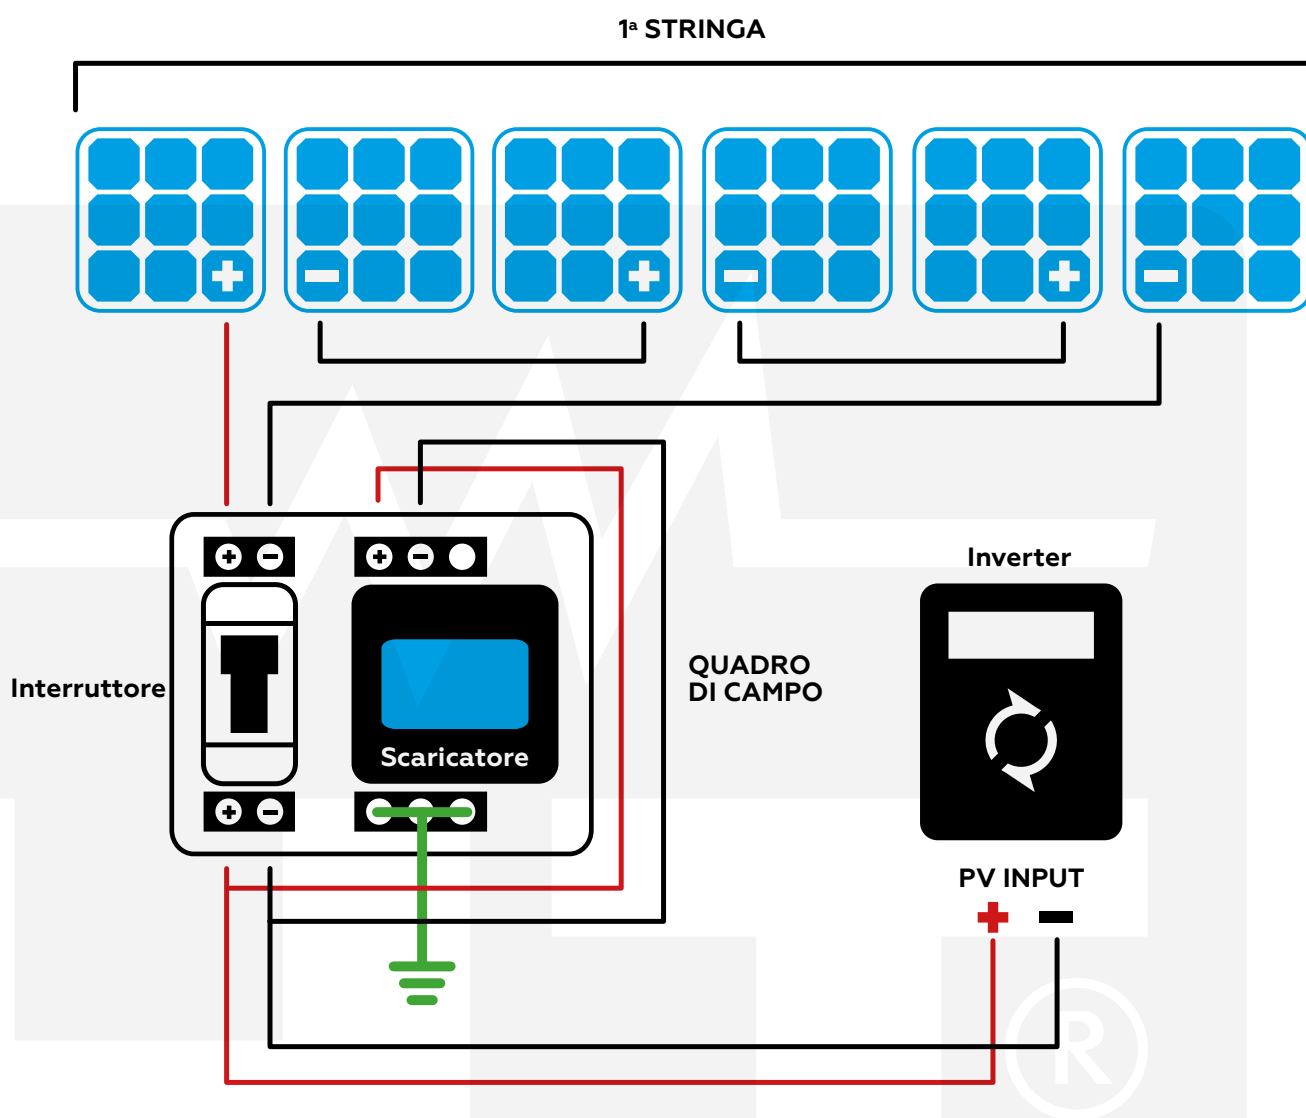 1ª STRINGA
Inverter
Interruttore
QUADRO
DI CAMPO
Scaricatore
PV INPUT
®